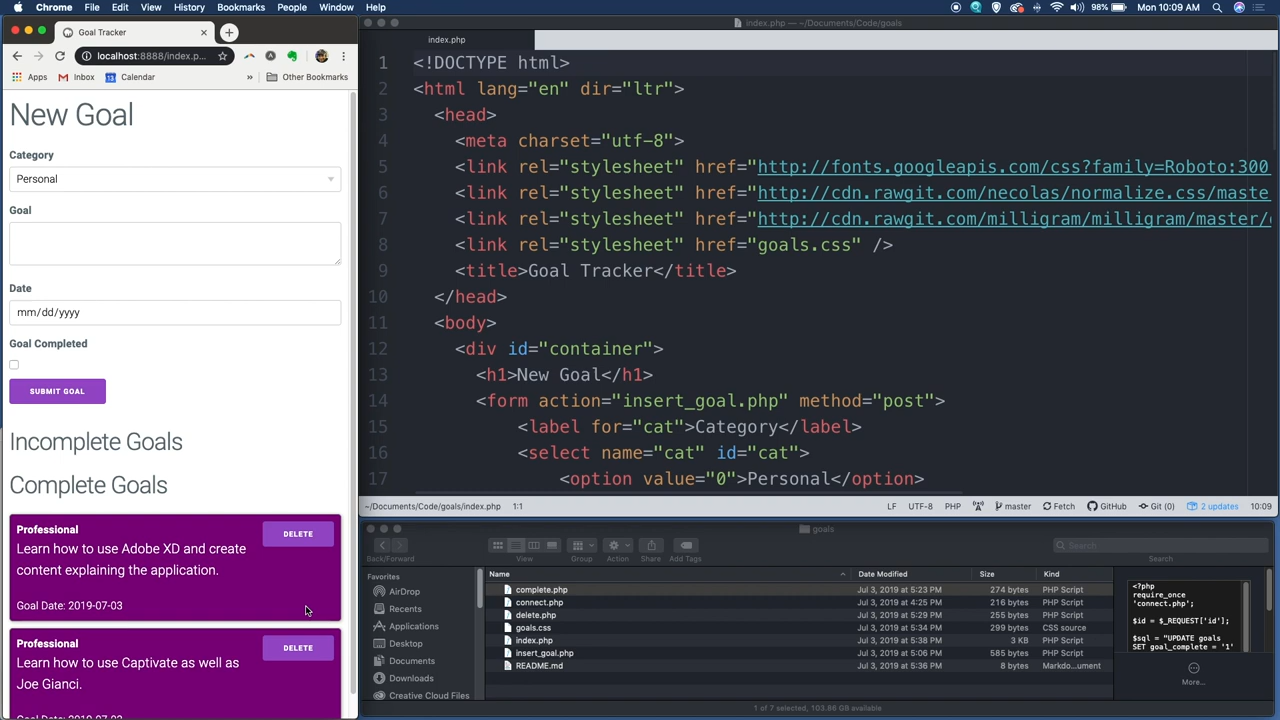 Chrome File Edit View History Bookmarks People Window Help
98% Mon 10:09 AM
Goal Tracker
localhost:8888/index.p...
Apps Inbox Calendar » Other Bookmarks
New Goal
Category
Personal
Goal
Date
mm/dd/yyyy
Goal Completed
SUBMIT GOAL
Incomplete Goals
Complete Goals
Professional
DELETE
Learn how to use Adobe XD and create
content explaining the application.
Goal Date: 2019-07-03
Professional
DELETE
Learn how to use Captivate as well as
Joe Gianci.
index.php — ~/Documents/Code/goals
index.php
1 <!DOCTYPE html>
2 <html lang="en" dir="ltr">
3 <head>
4 <meta charset="utf-8">
5 <link rel="stylesheet" href="http://fonts.googleapis.com/css?family=Roboto:300
6 <link rel="stylesheet" href="http://cdn.rawgit.com/necolas/normalize.css/maste
7 <link rel="stylesheet" href="http://cdn.rawgit.com/milligram/milligram/master/
8 <link rel="stylesheet" href="goals.css" />
9 <title>Goal Tracker</title>
10 </head>
11 <body>
12 <div id="container">
13 <h1>New Goal</h1>
14 <form action="insert_goal.php" method="post">
15 <label for="cat">Category</label>
16 <select name="cat" id="cat">
17 <option value="0">Personal</option>
~/Documents/Code/goals/index.php 1:1 LF UTF-8 PHP master Fetch GitHub Git (0) 2 updates 10:09
goals
Back/Forward View Group Action Share Add Tags Search
Search
Favorites
AirDrop
Recents
Applications
Desktop
Documents
Downloads
Creative Cloud Files
Name Date Modified Size Kind
complete.php Jul 3, 2019 at 5:23 PM 274 bytes PHP Script
connect.php Jul 3, 2019 at 4:25 PM 216 bytes PHP Script
delete.php Jul 3, 2019 at 5:29 PM 255 bytes PHP Script
goals.css Jul 3, 2019 at 5:34 PM 299 bytes CSS source
index.php Jul 3, 2019 at 5:38 PM 3 KB PHP Script
insert_goal.php Jul 3, 2019 at 5:06 PM 585 bytes PHP Script
README.md Jul 3, 2019 at 5:36 PM 8 bytes Markdo...ument
<?php
require_once
'connect.php';
$id = $_REQUEST['id'];
$sql = "UPDATE goals
SET goal_complete = '1'
More...
1 of 7 selected, 103.86 GB available